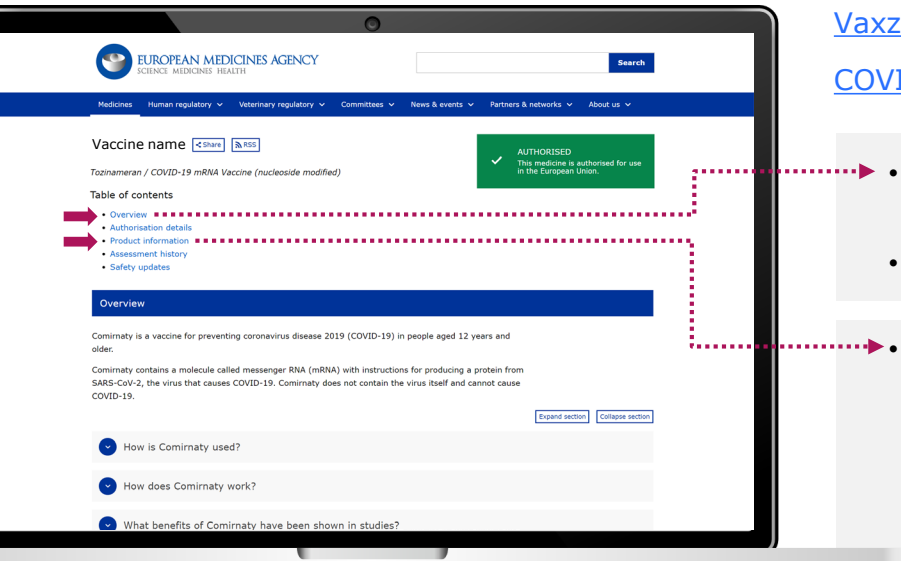 EUROPEAN MEDICINES AGENCY
SCIENCE MEDICINES HEALTH
Search
Medicines Human regulatory Veterinary regulatory Committees News & events Partners & networks About us
Vaccine name Share RSS
AUTHORISED
This medicine is authorised for use
in the European Union.
Tozinameran / COVID-19 mRNA Vaccine (nucleoside modified)
Table of contents
• Overview
• Authorisation details
• Product information
• Assessment history
• Safety updates
Overview
Comirnaty is a vaccine for preventing coronavirus disease 2019 (COVID-19) in people aged 12 years and
older.
Comirnaty contains a molecule called messenger RNA (mRNA) with instructions for producing a protein from
SARS-CoV-2, the virus that causes COVID-19. Comirnaty does not contain the virus itself and cannot cause
COVID-19.
Expand section Collapse section
How is Comirnaty used?
How does Comirnaty work?
What benefits of Comirnaty have been shown in studies?
Vaxz
COVI